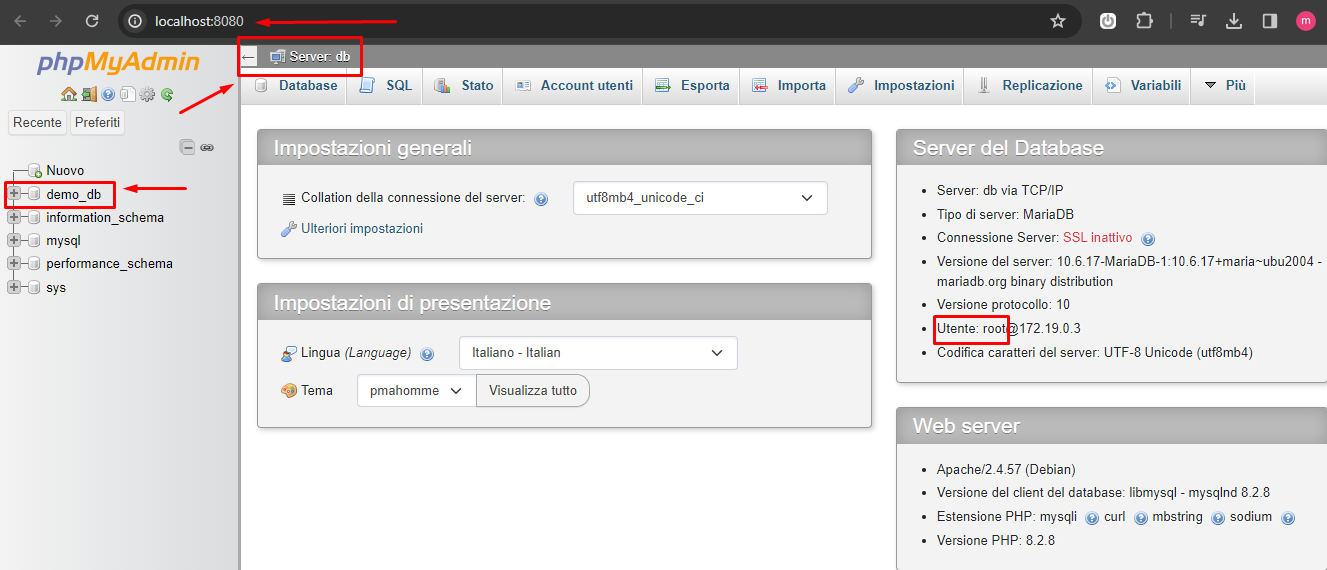 localhost:8080
m
phpMyAdmin
Recente Preferiti
Nuovo
demo_db
information_schema
mysql
performance_schema
sys
← Server: db
Database SQL Stato Account utenti Esporta Importa Impostazioni Replicazione Variabili Più
Impostazioni generali
Collation della connessione del server: utf8mb4_unicode_ci
Ulteriori impostazioni
Impostazioni di presentazione
Lingua (Language) Italiano - Italian
Tema pmahomme Visualizza tutto
Server del Database
Server: db via TCP/IP
Tipo di server: MariaDB
Connessione Server: SSL inattivo
Versione del server: 10.6.17-MariaDB-1:10.6.17+maria~ubu2004 -
mariadb.org binary distribution
Versione protocollo: 10
Utente: root@172.19.0.3
Codifica caratteri del server: UTF-8 Unicode (utf8mb4)
Web server
Apache/2.4.57 (Debian)
Versione del client del database: libmysql - mysqlnd 8.2.8
Estensione PHP: mysqli curl mbstring sodium
Versione PHP: 8.2.8